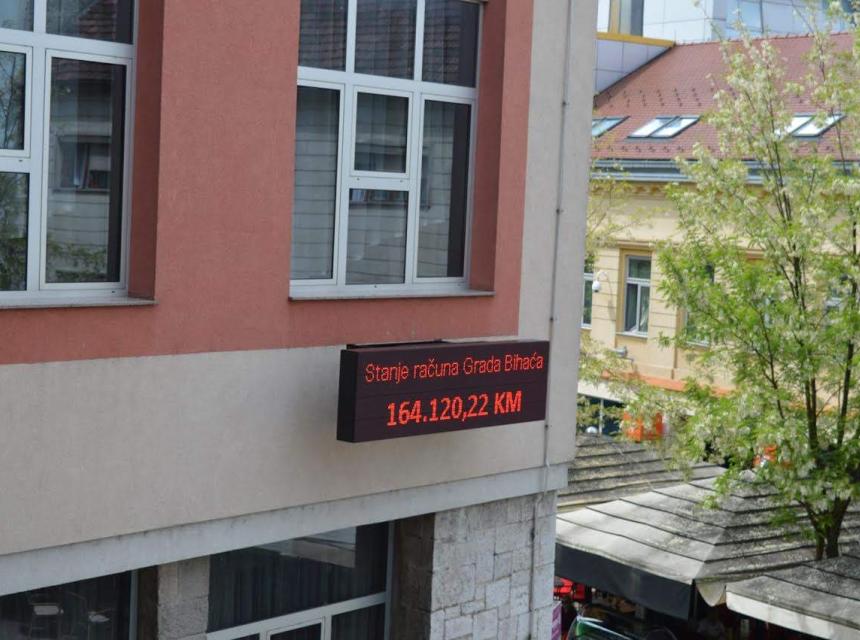 Stanje računa Grada Bihaća
164.120,22 KM